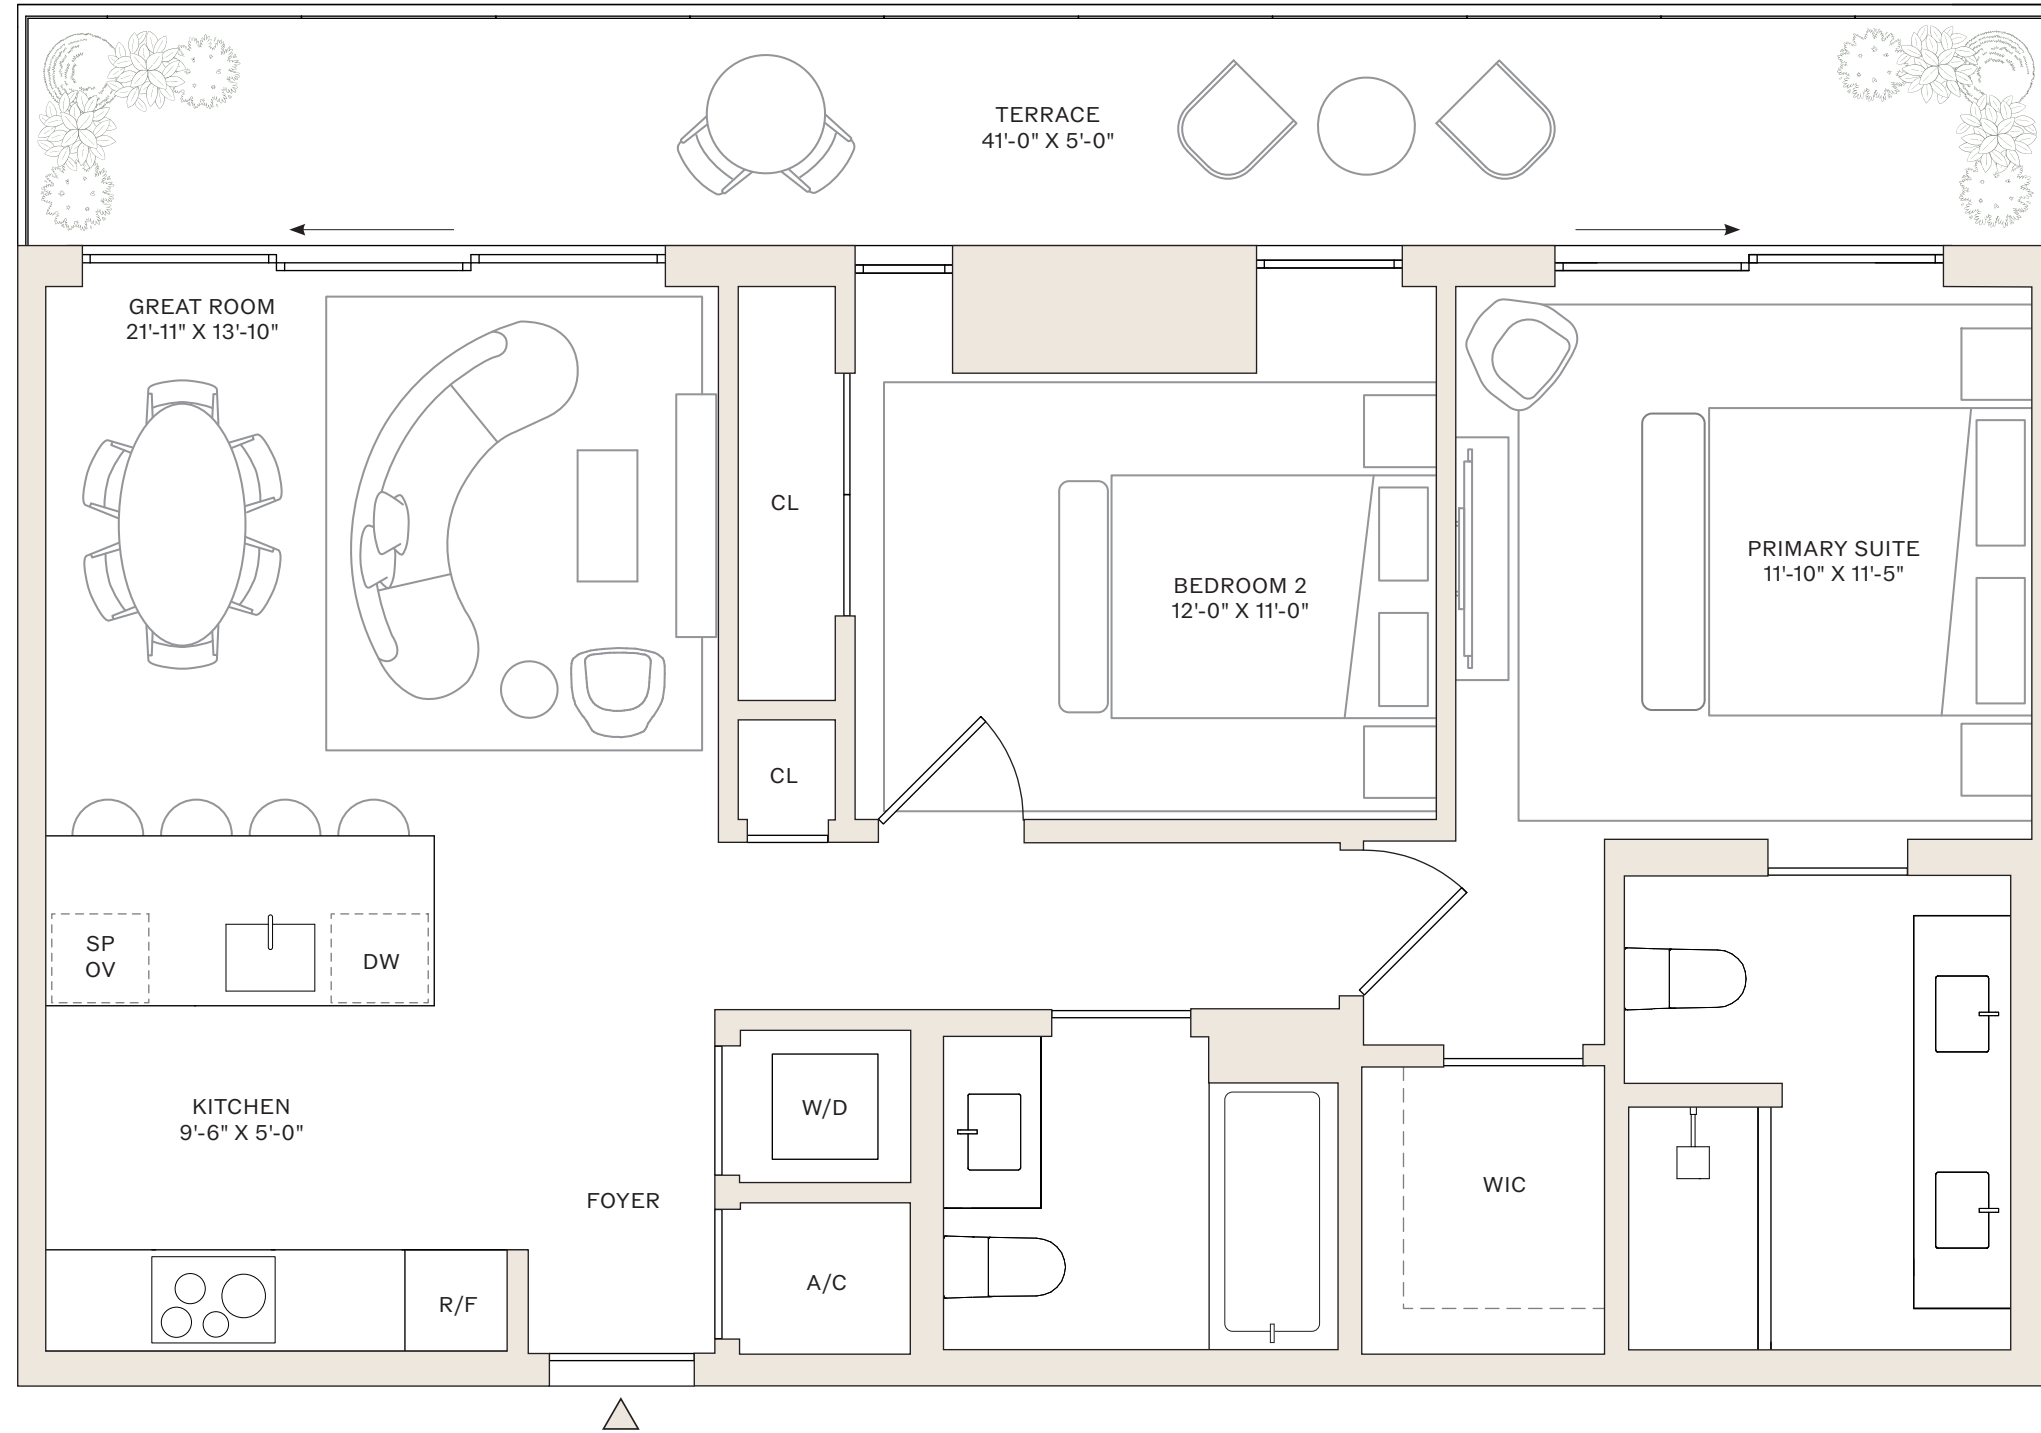 TERRACE
41'-0" X 5'-0"
GREAT ROOM
21'-11" X 13'-10"
CL
BEDROOM 2
12'-0" X 11'-0"
PRIMARY SUITE
11'-10" X 11'-5"
CL
SP
OV
DW
KITCHEN
9'-6" X 5'-0"
W/D
FOYER
WIC
A/C
R/F